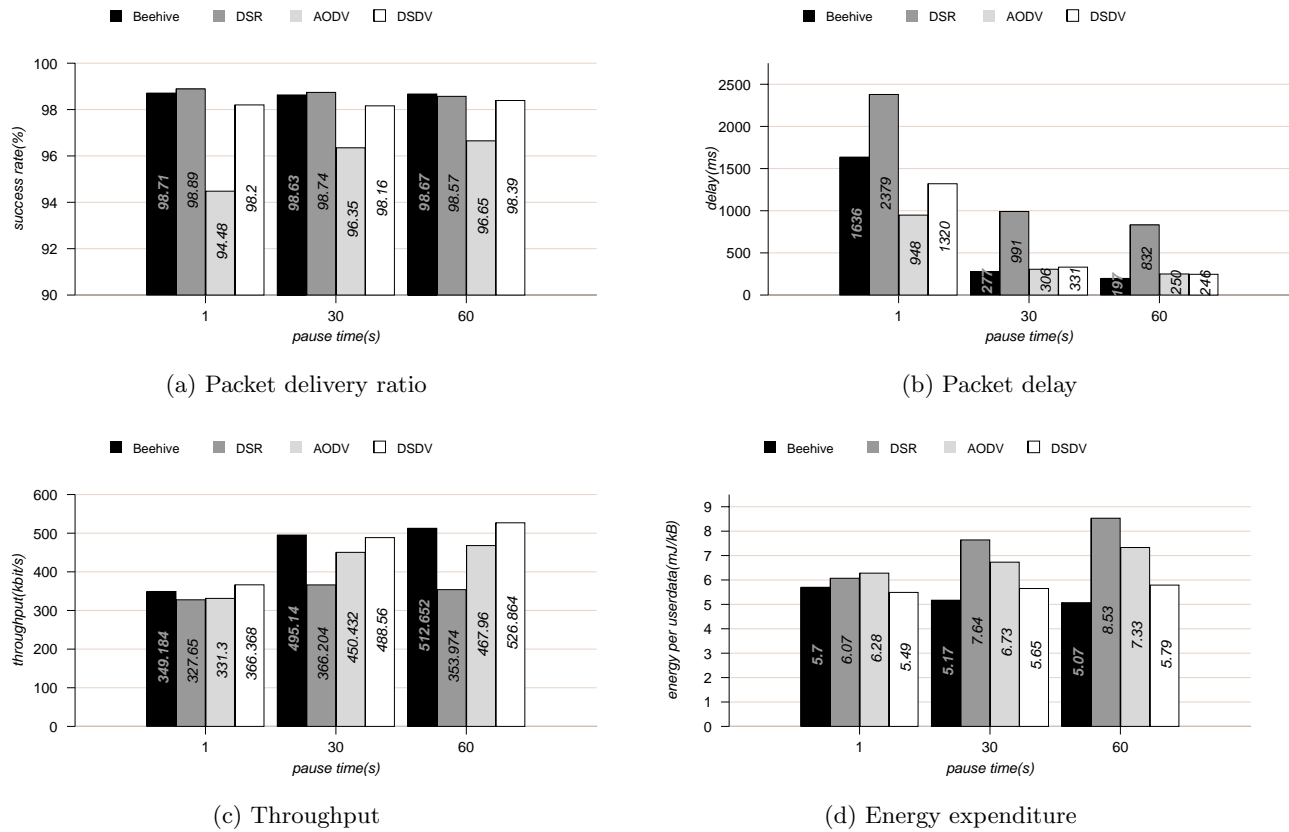 Beehive DSR AODV DSDV
success rate(%)
100
98
96
94
92
90
98.71 98.89 94.48 98.2 98.63 98.74 96.35 98.16 98.67 98.57 96.65 98.39
1 30 60
pause time(s)
(a) Packet delivery ratio
Beehive DSR AODV DSDV
delay(ms)
2500
2000
1500
1000
500
0
1636 2379 948 1320 277 991 306 331 197 832 250 246
1 30 60
pause time(s)
(b) Packet delay
Beehive DSR AODV DSDV
throughput(kbit/s)
600
500
400
300
200
100
0
349.184 327.65 331.3 366.368 495.14 366.204 450.432 488.56 512.652 353.974 467.96 526.864
1 30 60
pause time(s)
(c) Throughput
Beehive DSR AODV DSDV
energy per userdata(mJ/kB)
9
8
7
6
5
4
3
2
1
0
5.7 6.07 6.28 5.49 5.17 7.64 6.73 5.65 5.07 8.53 7.33 5.79
1 30 60
pause time(s)
(d) Energy expenditure